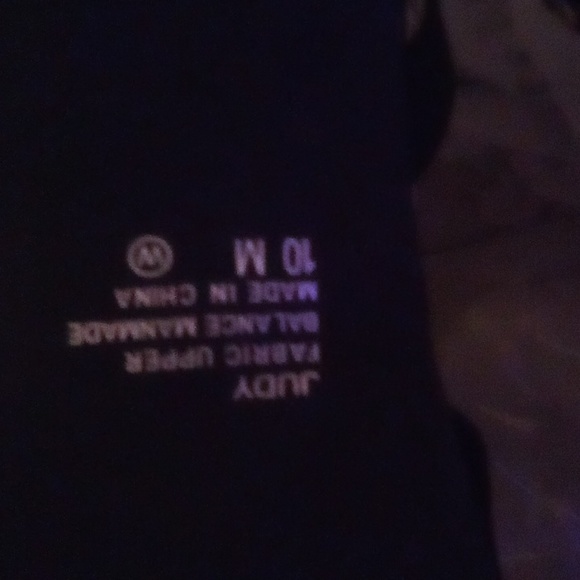 JUDY
FABRIC UPPER
BALANCE MANMADE
MADE IN CHINA
10 M W